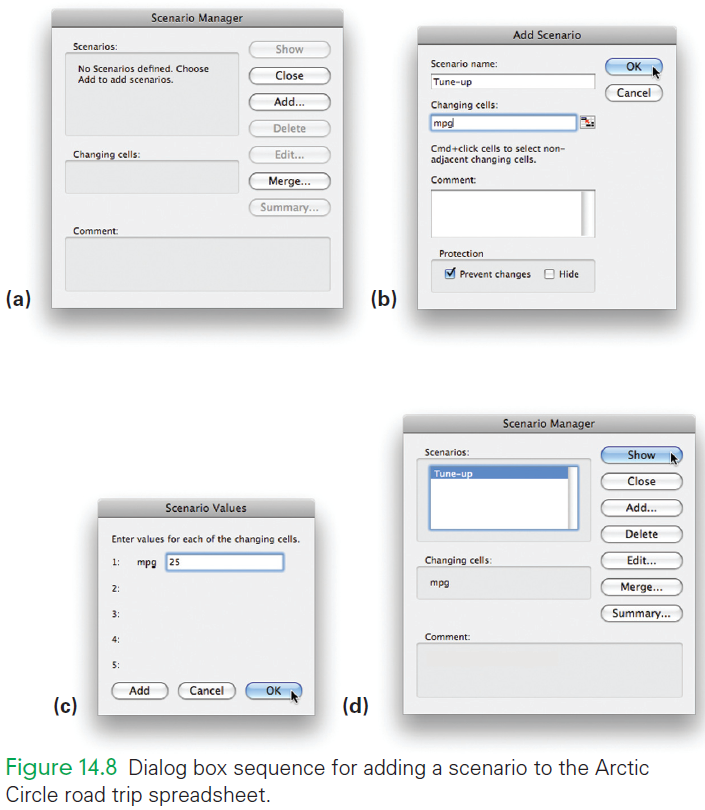 Scenario Manager
Scenarios:
No Scenarios defined. Choose
Add to add scenarios.
Show
Close
Add...
Delete
Changing cells:
Edit...
Merge...
Summary...
Comment:
(a)
Add Scenario
Scenario name:
OK
Tune-up
Cancel
Changing cells:
mpg
Cmd+click cells to select non-
adjacent changing cells.
Comment:
Protection
Prevent changes
Hide
(b)
Scenario Values
Enter values for each of the changing cells.
1: mpg 25
2:
3:
4:
5:
Add
Cancel
OK
(c)
Scenario Manager
Scenarios:
Show
Tune-up
Close
Add...
Delete
Changing cells:
Edit...
mpg
Merge...
Summary...
Comment:
(d)
Figure 14.8 Dialog box sequence for adding a scenario to the Arctic
Circle road trip spreadsheet.